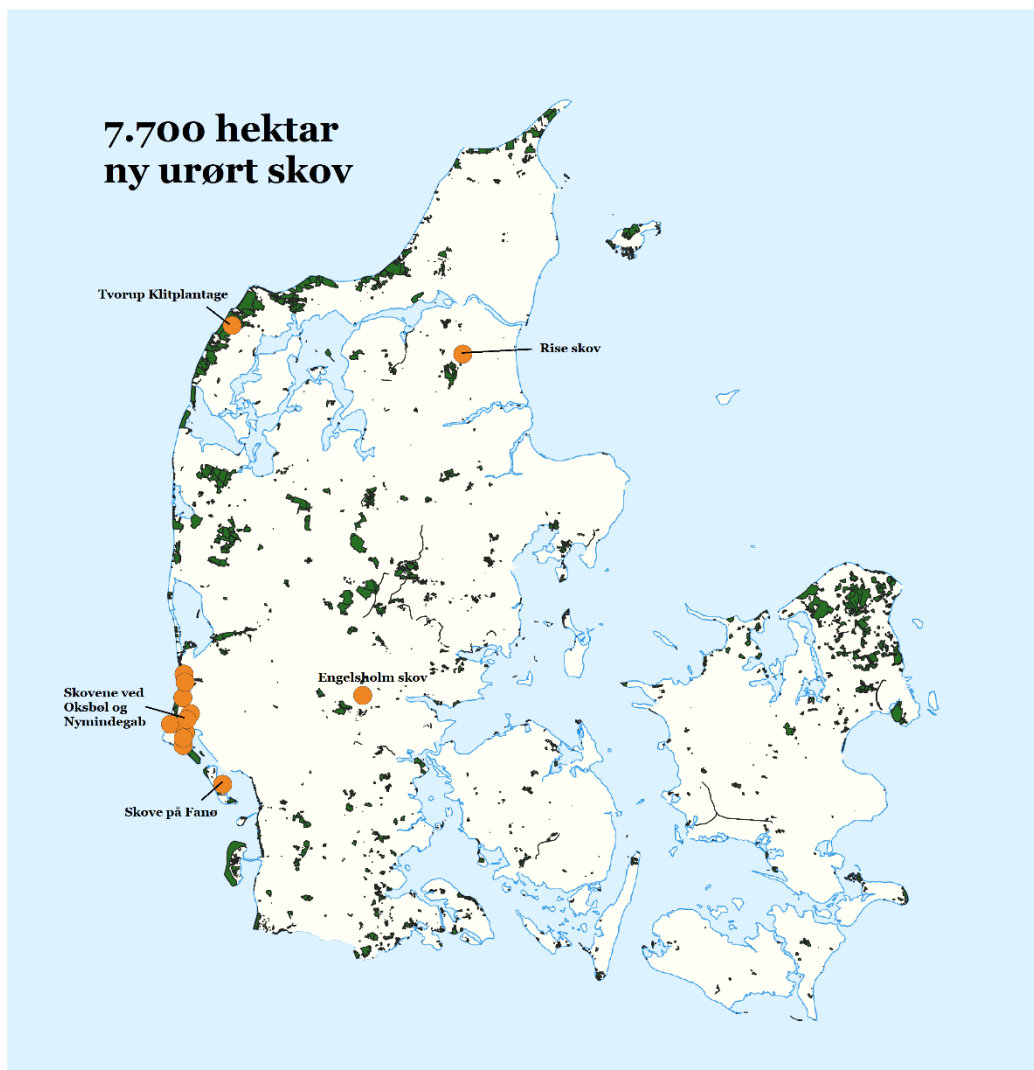 7.700 hektar
ny urørt skov
Tvorup Klitplantage
Rise skov
Engelsholm skov
Skovene ved
Oksbøl og
Nymindegab
Skove på Fanø